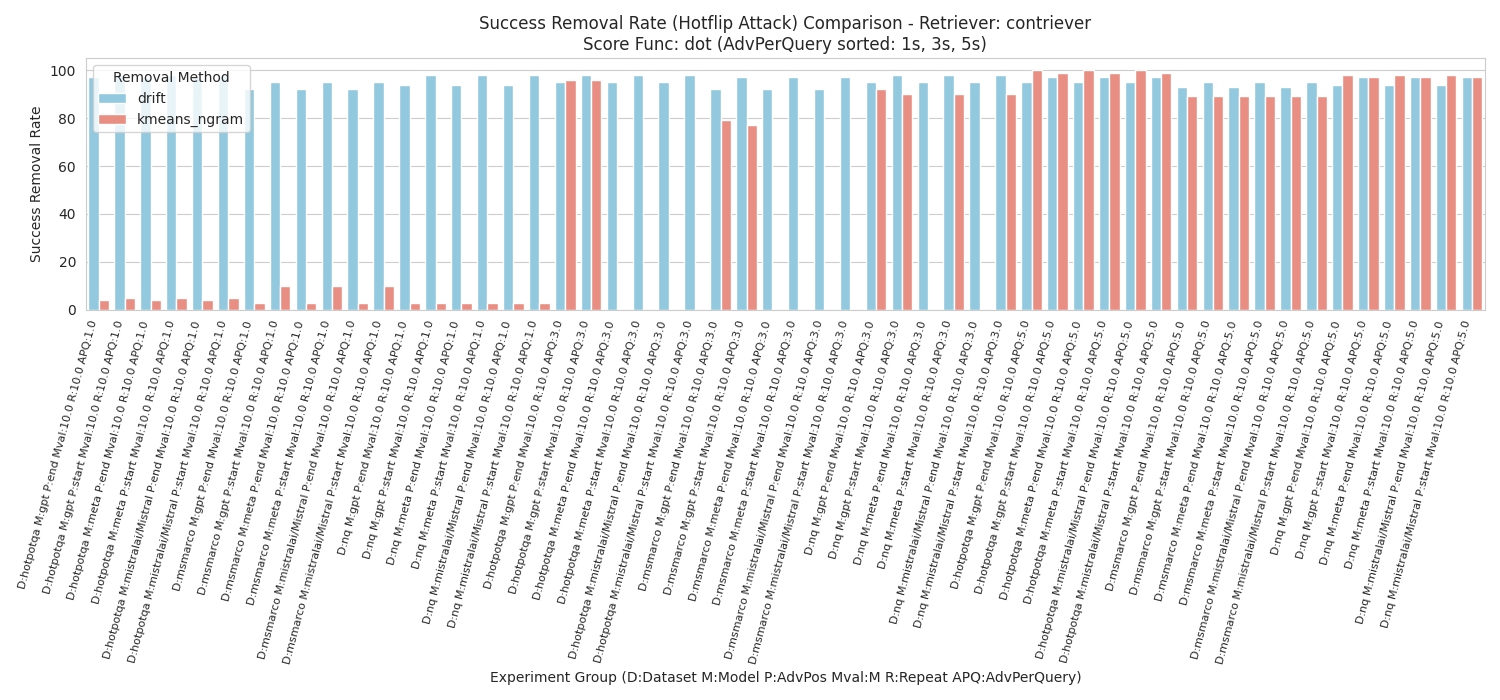 Success Removal Rate (Hotflip Attack) Comparison - Retriever: contriever
Score Func: dot (AdvPerQuery sorted: 1s, 3s, 5s)
Success Removal Rate
100
80
60
40
20
0
Removal Method
drift
kmeans_ngram
D:hotpotqa M:gpt P:end Mval:10.0 R:10.0 APQ:1.0
D:hotpotqa M:gpt P:start Mval:10.0 R:10.0 APQ:1.0
D:hotpotqa M:meta P:end Mval:10.0 R:10.0 APQ:1.0
D:hotpotqa M:meta P:start Mval:10.0 R:10.0 APQ:1.0
D:hotpotqa M:mistralai/Mistral P:end Mval:10.0 R:10.0 APQ:1.0
D:hotpotqa M:mistralai/Mistral P:start Mval:10.0 R:10.0 APQ:1.0
D:msmarco M:gpt P:end Mval:10.0 R:10.0 APQ:1.0
D:msmarco M:gpt P:start Mval:10.0 R:10.0 APQ:1.0
D:msmarco M:meta P:end Mval:10.0 R:10.0 APQ:1.0
D:msmarco M:meta P:start Mval:10.0 R:10.0 APQ:1.0
D:msmarco M:mistralai/Mistral P:end Mval:10.0 R:10.0 APQ:1.0
D:msmarco M:mistralai/Mistral P:start Mval:10.0 R:10.0 APQ:1.0
D:nq M:gpt P:end Mval:10.0 R:10.0 APQ:1.0
D:nq M:gpt P:start Mval:10.0 R:10.0 APQ:1.0
D:nq M:meta P:end Mval:10.0 R:10.0 APQ:1.0
D:nq M:meta P:start Mval:10.0 R:10.0 APQ:1.0
D:nq M:mistralai/Mistral P:end Mval:10.0 R:10.0 APQ:1.0
D:nq M:mistralai/Mistral P:start Mval:10.0 R:10.0 APQ:1.0
D:hotpotqa M:gpt P:end Mval:10.0 R:10.0 APQ:3.0
D:hotpotqa M:gpt P:start Mval:10.0 R:10.0 APQ:3.0
D:hotpotqa M:meta P:end Mval:10.0 R:10.0 APQ:3.0
D:hotpotqa M:meta P:start Mval:10.0 R:10.0 APQ:3.0
D:hotpotqa M:mistralai/Mistral P:end Mval:10.0 R:10.0 APQ:3.0
D:hotpotqa M:mistralai/Mistral P:start Mval:10.0 R:10.0 APQ:3.0
D:msmarco M:gpt P:end Mval:10.0 R:10.0 APQ:3.0
D:msmarco M:gpt P:start Mval:10.0 R:10.0 APQ:3.0
D:msmarco M:meta P:end Mval:10.0 R:10.0 APQ:3.0
D:msmarco M:meta P:start Mval:10.0 R:10.0 APQ:3.0
D:msmarco M:mistralai/Mistral P:end Mval:10.0 R:10.0 APQ:3.0
D:msmarco M:mistralai/Mistral P:start Mval:10.0 R:10.0 APQ:3.0
D:nq M:gpt P:end Mval:10.0 R:10.0 APQ:3.0
D:nq M:gpt P:start Mval:10.0 R:10.0 APQ:3.0
D:nq M:meta P:end Mval:10.0 R:10.0 APQ:3.0
D:nq M:meta P:start Mval:10.0 R:10.0 APQ:3.0
D:nq M:mistralai/Mistral P:end Mval:10.0 R:10.0 APQ:3.0
D:nq M:mistralai/Mistral P:start Mval:10.0 R:10.0 APQ:3.0
D:hotpotqa M:gpt P:end Mval:10.0 R:10.0 APQ:5.0
D:hotpotqa M:gpt P:start Mval:10.0 R:10.0 APQ:5.0
D:hotpotqa M:meta P:end Mval:10.0 R:10.0 APQ:5.0
D:hotpotqa M:meta P:start Mval:10.0 R:10.0 APQ:5.0
D:hotpotqa M:mistralai/Mistral P:end Mval:10.0 R:10.0 APQ:5.0
D:hotpotqa M:mistralai/Mistral P:start Mval:10.0 R:10.0 APQ:5.0
D:msmarco M:gpt P:end Mval:10.0 R:10.0 APQ:5.0
D:msmarco M:gpt P:start Mval:10.0 R:10.0 APQ:5.0
D:msmarco M:meta P:end Mval:10.0 R:10.0 APQ:5.0
D:msmarco M:meta P:start Mval:10.0 R:10.0 APQ:5.0
D:msmarco M:mistralai/Mistral P:end Mval:10.0 R:10.0 APQ:5.0
D:msmarco M:mistralai/Mistral P:start Mval:10.0 R:10.0 APQ:5.0
D:nq M:gpt P:end Mval:10.0 R:10.0 APQ:5.0
D:nq M:gpt P:start Mval:10.0 R:10.0 APQ:5.0
D:nq M:meta P:end Mval:10.0 R:10.0 APQ:5.0
D:nq M:meta P:start Mval:10.0 R:10.0 APQ:5.0
D:nq M:mistralai/Mistral P:end Mval:10.0 R:10.0 APQ:5.0
D:nq M:mistralai/Mistral P:start Mval:10.0 R:10.0 APQ:5.0
Experiment Group (D:Dataset M:Model P:AdvPos Mval:M R:Repeat APQ:AdvPerQuery)